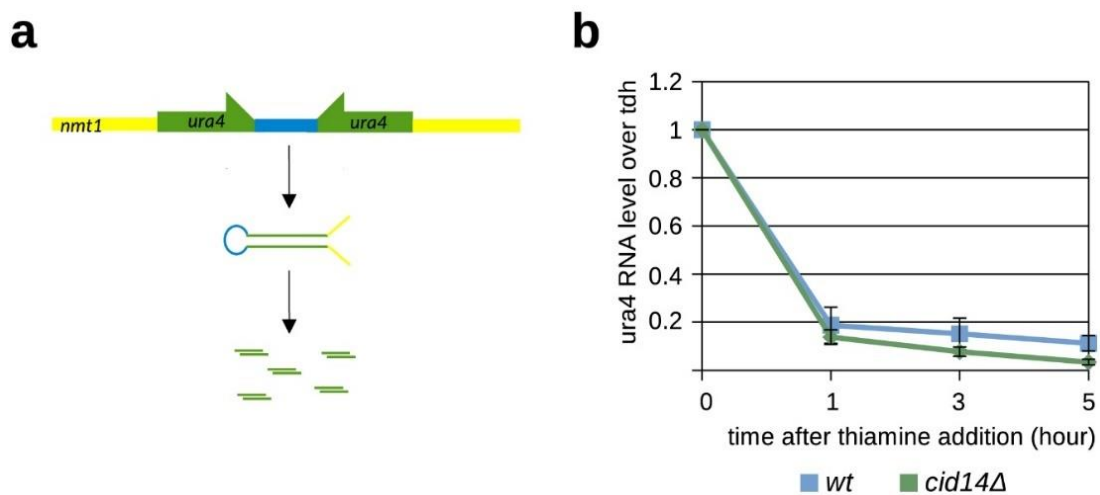 a
nmt1
ura4
ura4
b
ura4 RNA level over tdh
1.2
1
0.8
0.6
0.4
0.2
0 1 3 5
time after thiamine addition (hour)
wt cid14Δ